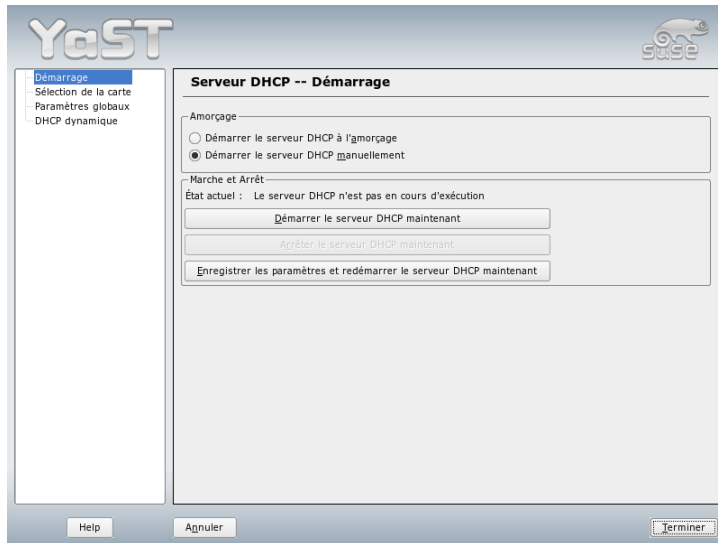 YaST
SUSE
Démarrage
Sélection de la carte
Paramètres globaux
DHCP dynamique
Serveur DHCP -- Démarrage
Amorçage
Démarrer le serveur DHCP à l'amorçage
Démarrer le serveur DHCP manuellement
Marche et Arrêt
État actuel : Le serveur DHCP n'est pas en cours d'exécution
Démarrer le serveur DHCP maintenant
Arrêter le serveur DHCP maintenant
Enregistrer les paramètres et redémarrer le serveur DHCP maintenant
Help
Annuler
Terminer